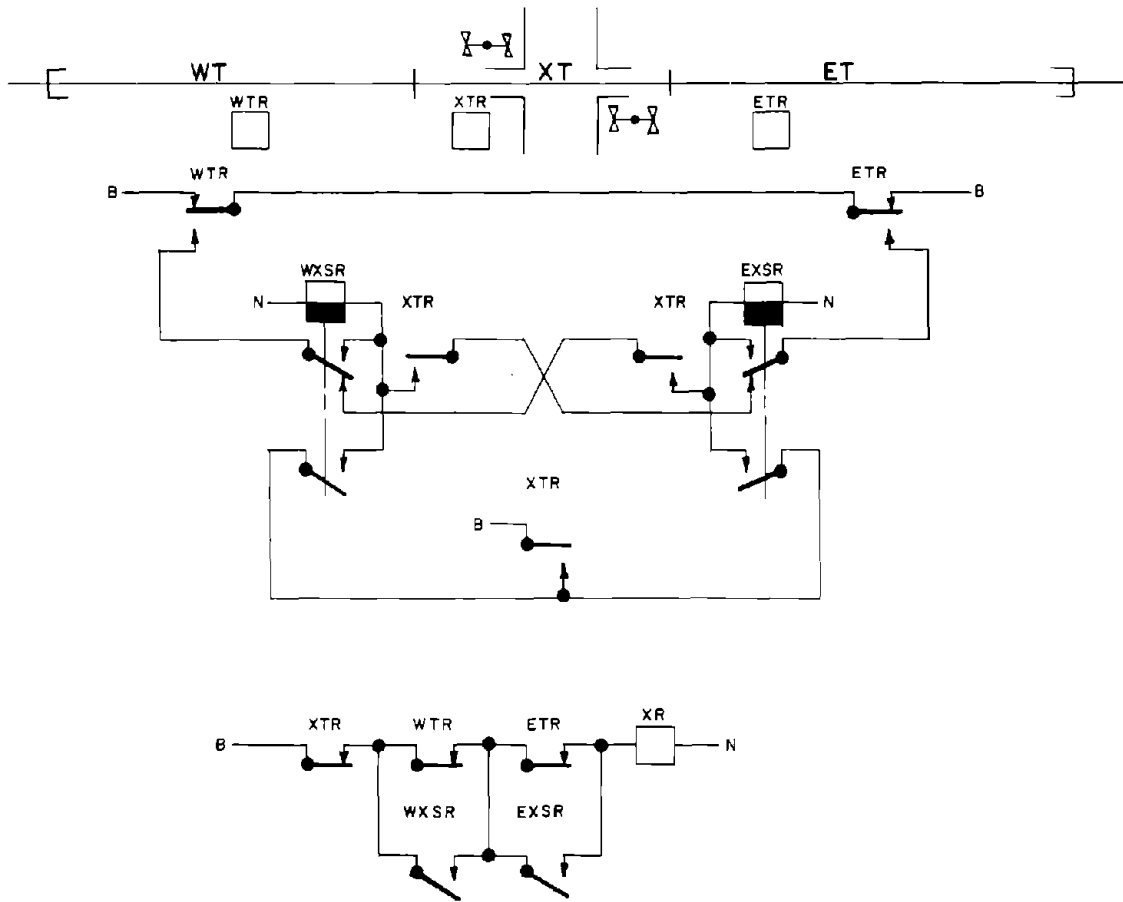 WT XT ET
WTR XTR ETR
WTR ETR
B B
WXSR EXSR
N XTR XTR N
XTR
B
XTR WTR ETR XR
B N
WXSR EXSR